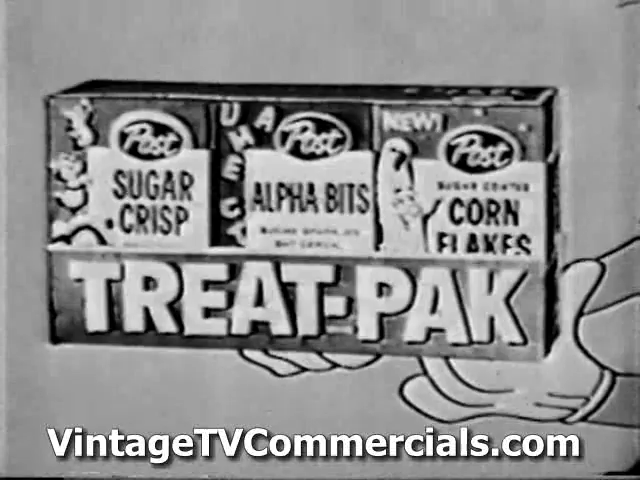 Post
SUGAR
CRISP
Post
ALPHA BITS
NEW!
Post
SUGAR COATED
CORN
FLAKES
TREAT-PAK
VintageTVCommercials.com